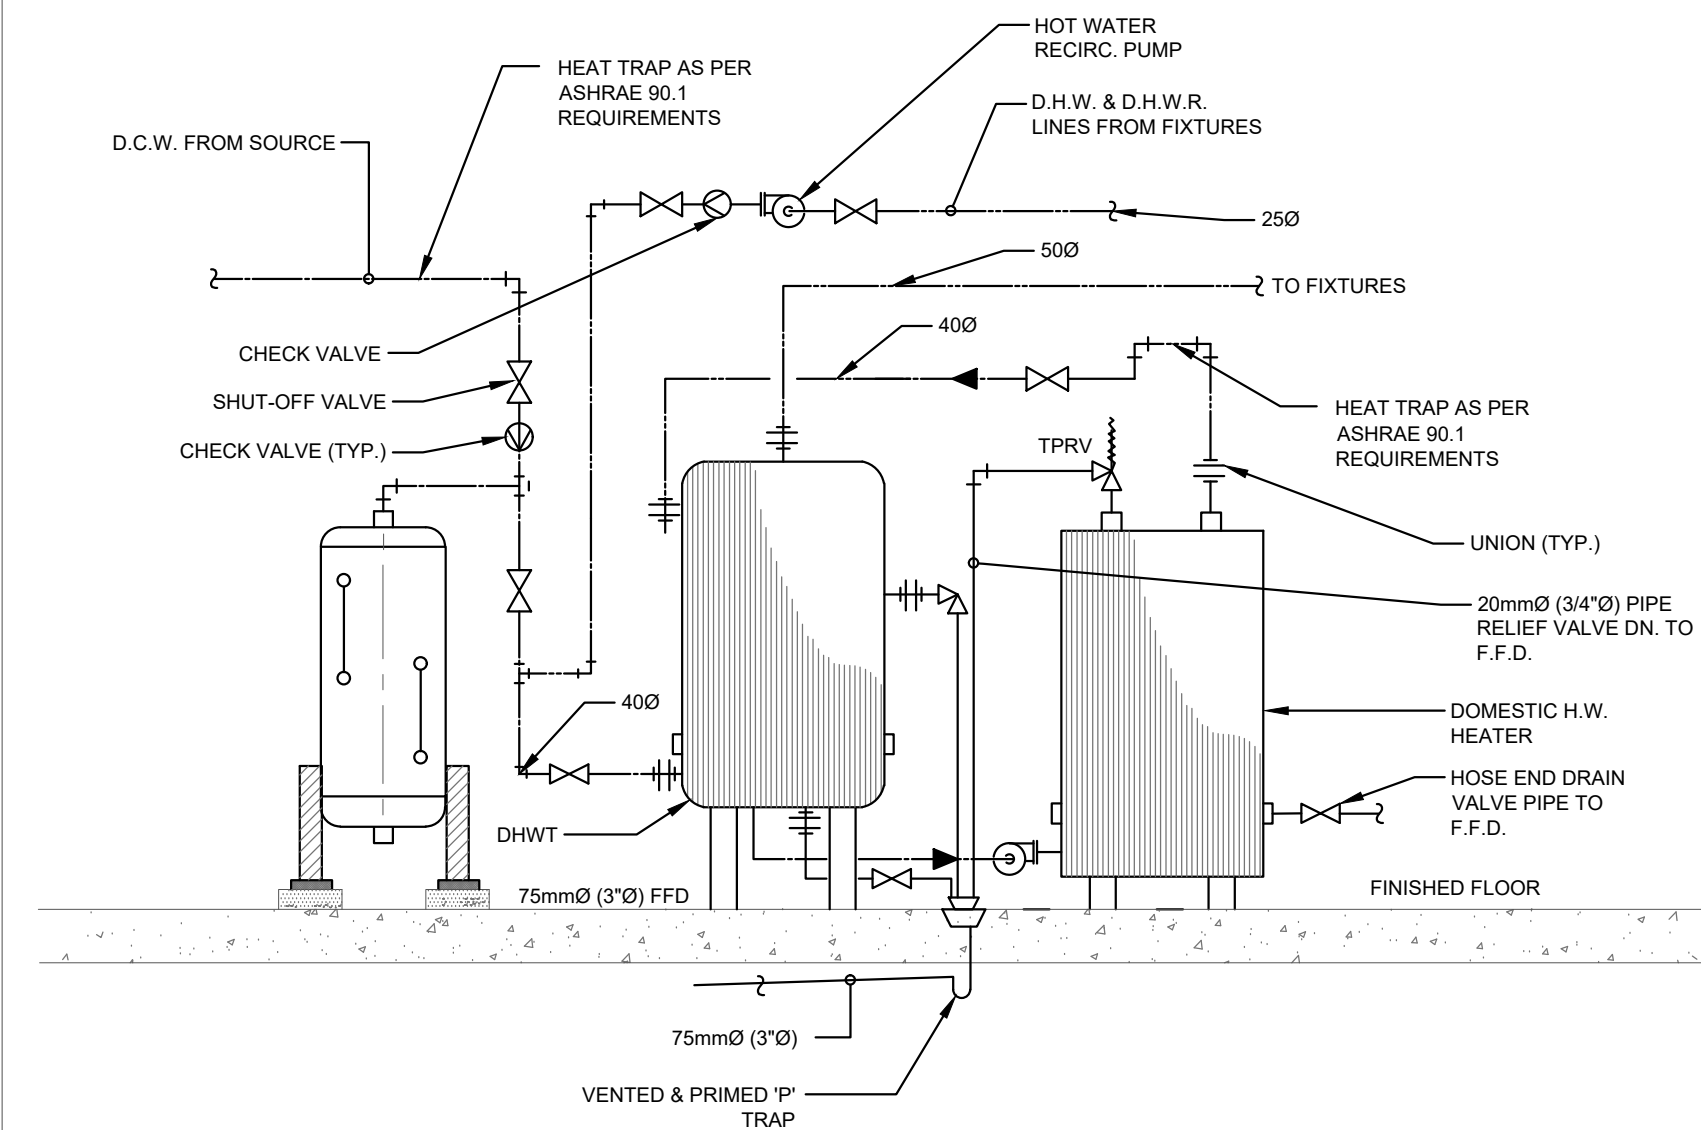 HOT WATER
RECIRC. PUMP
HEAT TRAP AS PER
ASHRAE 90.1
REQUIREMENTS
D.H.W. & D.H.W.R.
LINES FROM FIXTURES
D.C.W. FROM SOURCE
25Ø
50Ø
TO FIXTURES
40Ø
CHECK VALVE
SHUT-OFF VALVE
CHECK VALVE (TYP.)
HEAT TRAP AS PER
ASHRAE 90.1
REQUIREMENTS
TPRV
UNION (TYP.)
20mmØ (3/4"Ø) PIPE
RELIEF VALVE DN. TO
F.F.D.
40Ø
DOMESTIC H.W.
HEATER
HOSE END DRAIN
VALVE PIPE TO
F.F.D.
DHWT
75mmØ (3"Ø) FFD
FINISHED FLOOR
75mmØ (3"Ø)
VENTED & PRIMED 'P'
TRAP